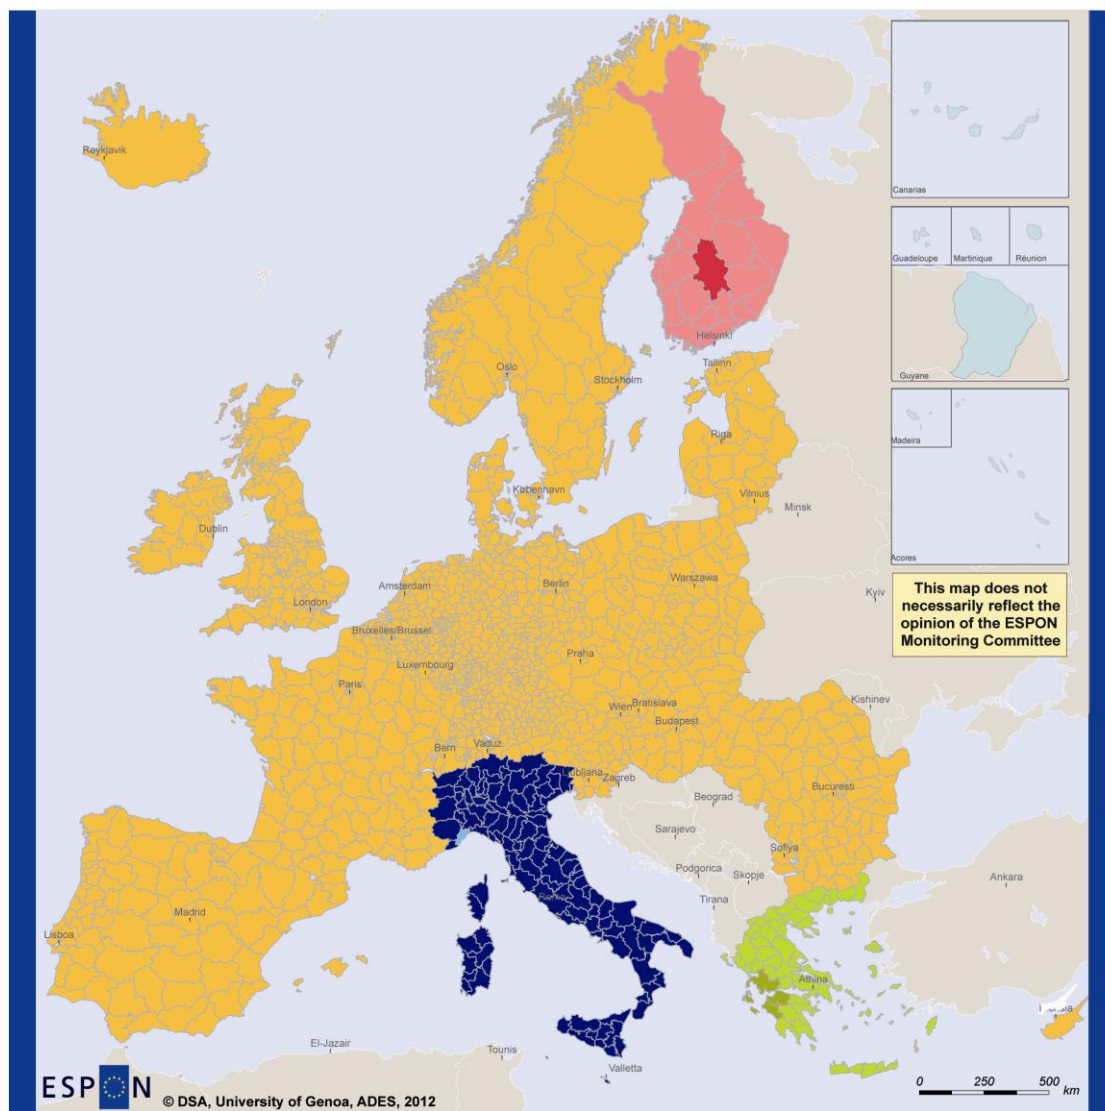 Reykjavik
Canarias
Guadeloupe
Martinique
Réunion
Guyane
Helsinki
Oslo
Tallinn
Stockholm
Madeira
Riga
København
Vilnius
Minsk
Dublin
Acores
Amsterdam
Berlin
Warszawa
This map does not
necessarily reflect the
opinion of the ESPON
Monitoring Committee
London
Kyiv
Bruxelles/Brussel
Praha
Luxembourg
Paris
Kishinev
Wien
Bratislava
Budapest
Bern
Vaduz
Ljubljana
Zagreb
Bucuresti
Beograd
Sarajevo
Sofiya
Podgorica
Skopje
Ankara
Roma
Tirana
Madrid
Lisboa
Athina
El-Jazair
Tounis
Valletta
ESPON
© DSA, University of Genoa, ADES, 2012
0 250 500
km